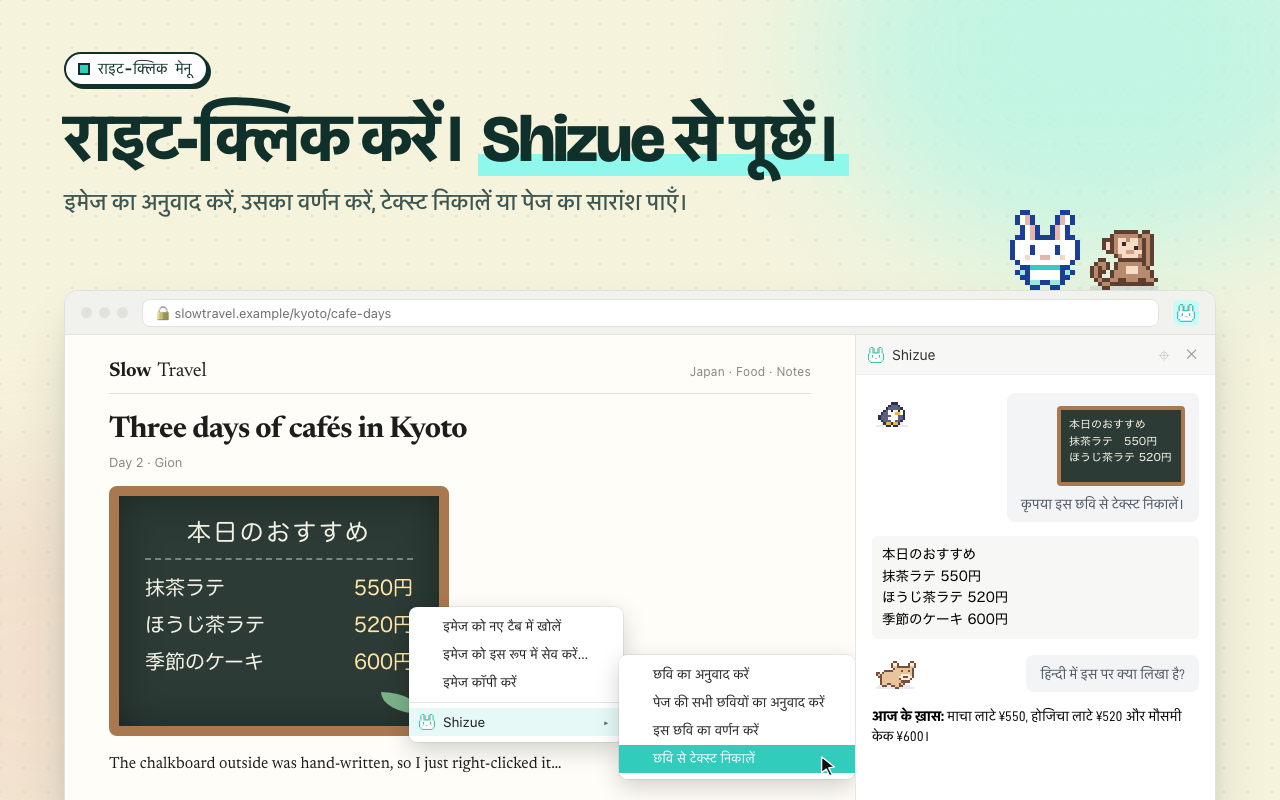 राइट-क्लिक मेनू
राइट-क्लिक करें। Shizue से पूछें।
इमेज का अनुवाद करें, उसका वर्णन करें, टेक्स्ट निकालें या पेज का सारांश पाएँ।
slowtravel.example/kyoto/cafe-days
Slow Travel
Japan · Food · Notes
Three days of cafés in Kyoto
Day 2 · Gion
本日のおすすめ
抹茶ラテ 550円
ほうじ茶ラテ 520円
季節のケーキ 600円
The chalkboard outside was hand-written, so I just right-clicked it…
इमेज को नए टैब में खोलें
इमेज को इस रूप में सेव करें…
इमेज कॉपी करें
Shizue
छवि का अनुवाद करें
पेज की सभी छवियों का अनुवाद करें
इस छवि का वर्णन करें
छवि से टेक्स्ट निकालें
Shizue
本日のおすすめ
抹茶ラテ 550円
ほうじ茶ラテ 520円
कृपया इस छवि से टेक्स्ट निकालें।
本日のおすすめ
抹茶ラテ 550円
ほうじ茶ラテ 520円
季節のケーキ 600円
हिन्दी में इस पर क्या लिखा है?
आज के ख़ास: माचा लाटे ¥550, होजिचा लाटे ¥520 और मौसमी
केक ¥600।